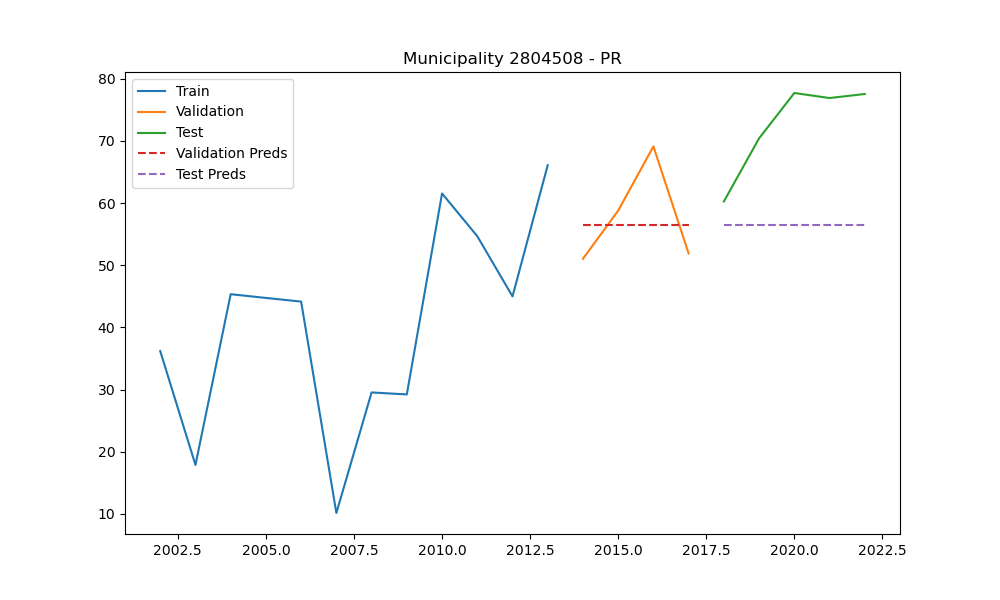 Municipality 2804508 - PR
Train
Validation
Test
Validation Preds
Test Preds
80
70
60
50
40
30
20
10
2002.5 2005.0 2007.5 2010.0 2012.5 2015.0 2017.5 2020.0 2022.5